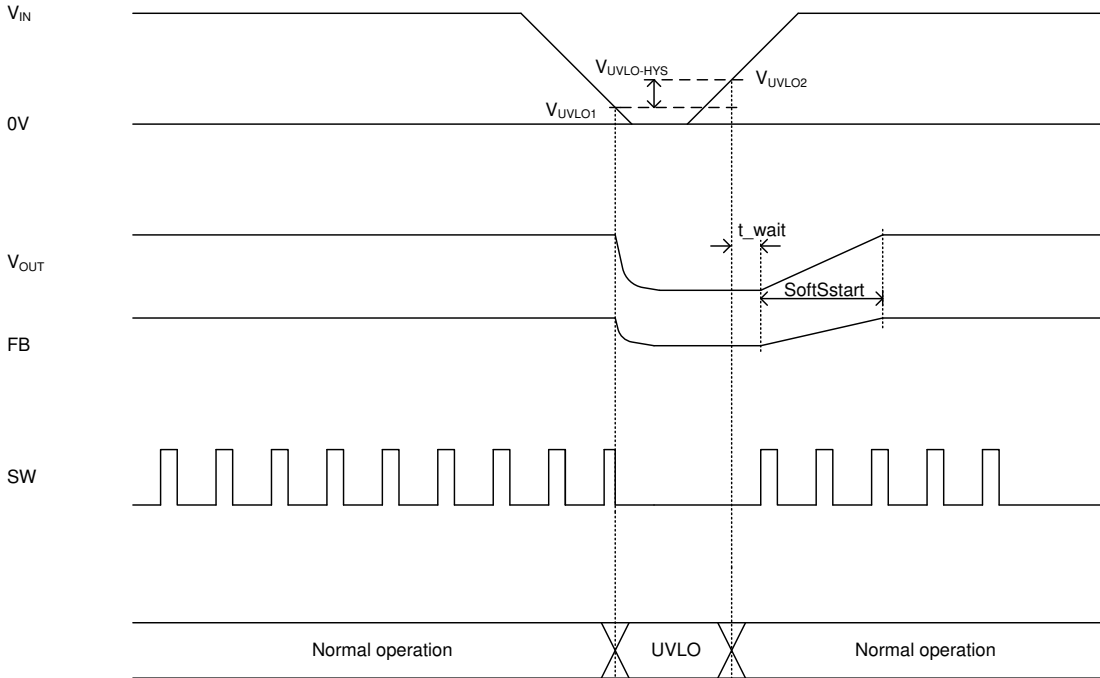 VIN
VUVLO-HYS
VUVLO2
VUVLO1
0V
t_wait
VOUT
SoftSstart
FB
SW
Normal operation
UVLO
Normal operation